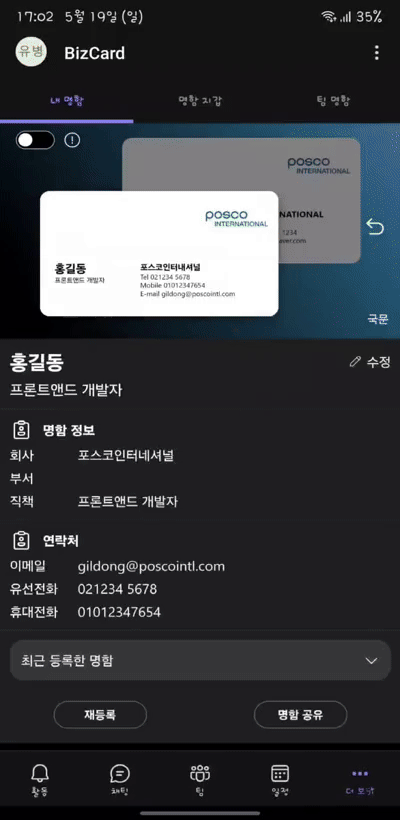 17:02 5월 19일 (일) 35%
유병 BizCard
내 명함 명함 지갑 팀 명함
posco
INTERNATIONAL
posco
INTERNATIONAL
NATIONAL
1234
aver.com
홍길동
프론트앤드 개발자
포스코인터내셔널
Tel 021234 5678
Mobile 01012347654
E-mail gildong@poscointl.com
국문
홍길동
수정
프론트앤드 개발자
명함 정보
회사 포스코인터네셔널
부서
직책 프론트앤드 개발자
연락처
이메일 gildong@poscointl.com
유선전화 021234 5678
휴대전화 01012347654
최근 등록한 명함
재등록 명함 공유
활동 채팅 팀 일정 더 보기